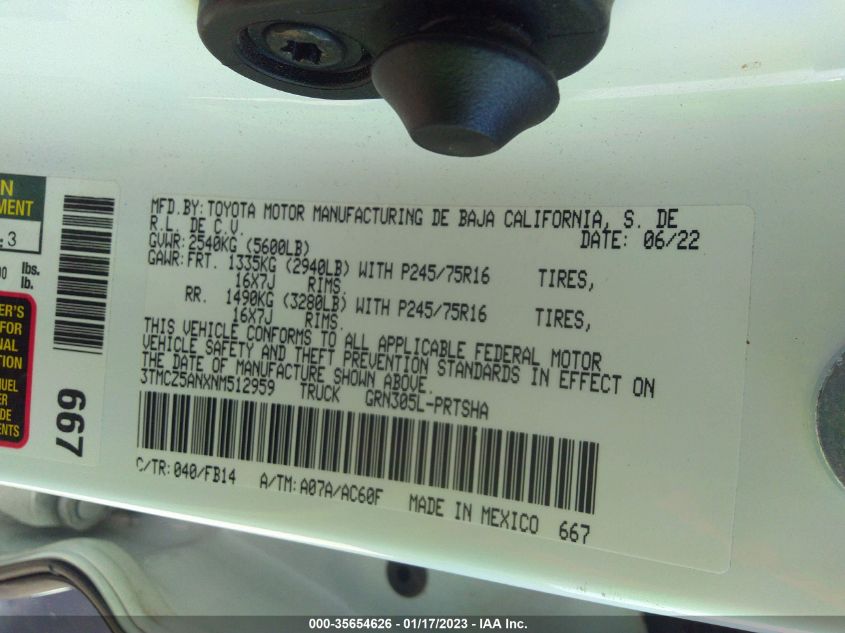 MFD.BY: TOYOTA MOTOR MANUFACTURING DE BAJA CALIFORNIA, S. DE
R.L. DE C.V.
DATE: 06/22
GVWR: 2540KG (5600LB)
GAWR: FRT. 1335KG (2940LB) WITH P245/75R16 TIRES,
16X7J RIMS.
RR. 1490KG (3280LB) WITH P245/75R16 TIRES,
16X7J RIMS.
THIS VEHICLE CONFORMS TO ALL APPLICABLE FEDERAL MOTOR
VEHICLE SAFETY AND THEFT PREVENTION STANDARDS IN EFFECT ON
THE DATE OF MANUFACTURE SHOWN ABOVE.
3TMCZ5ANXNM512959 TRUCK GRN305L-PRTSHA
C/TR: 040/FB14 A/TM: A07A/AC60F MADE IN MEXICO 667
667
lbs.
lb.
FOR
000-35654626 - 01/17/2023 - IAA Inc.